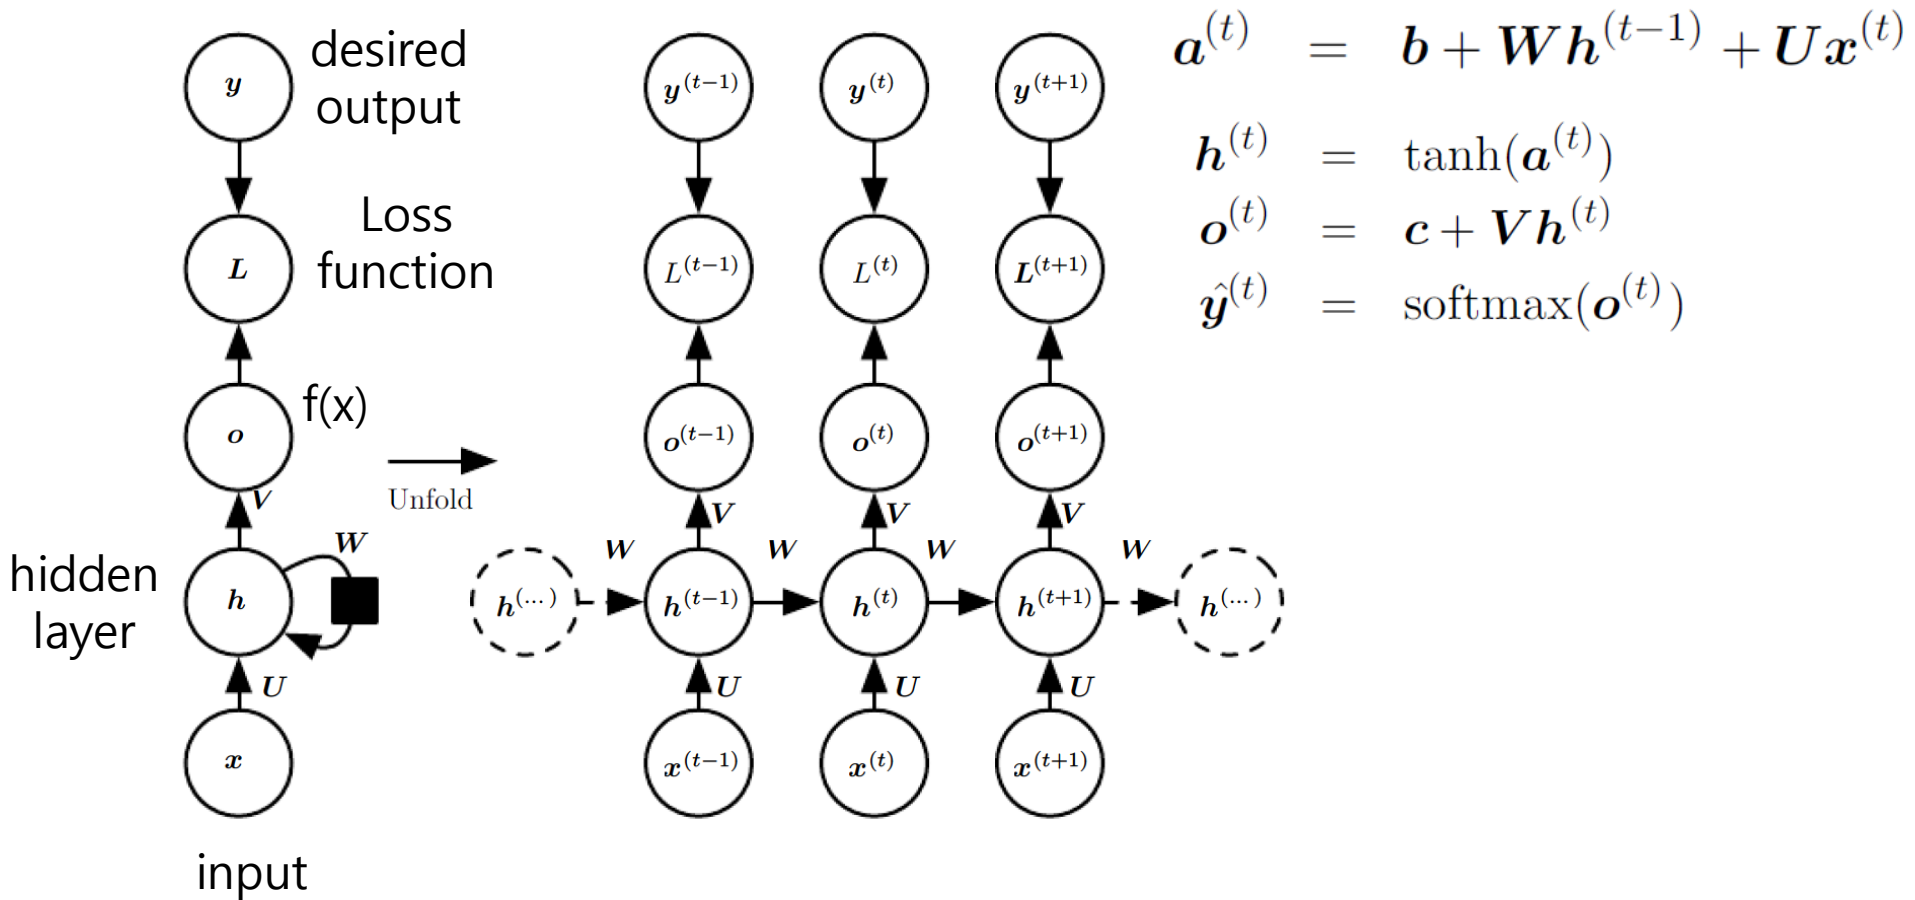 y
desired
output
L
Loss
function
o
f(x)
V
W
hidden
layer
h
U
x
input
Unfold
y^{(t-1)} y^{(t)} y^{(t+1)}
L^{(t-1)} L^{(t)} L^{(t+1)}
o^{(t-1)} o^{(t)} o^{(t+1)}
V V V
W W W W
h^{(...)} h^{(t-1)} h^{(t)} h^{(t+1)} h^{(...)}
U U U
x^{(t-1)} x^{(t)} x^{(t+1)}
a^{(t)} = b + Wh^{(t-1)} + Ux^{(t)}
h^{(t)} = tanh(a^{(t)})
o^{(t)} = c + Vh^{(t)}
ŷ^{(t)} = softmax(o^{(t)})